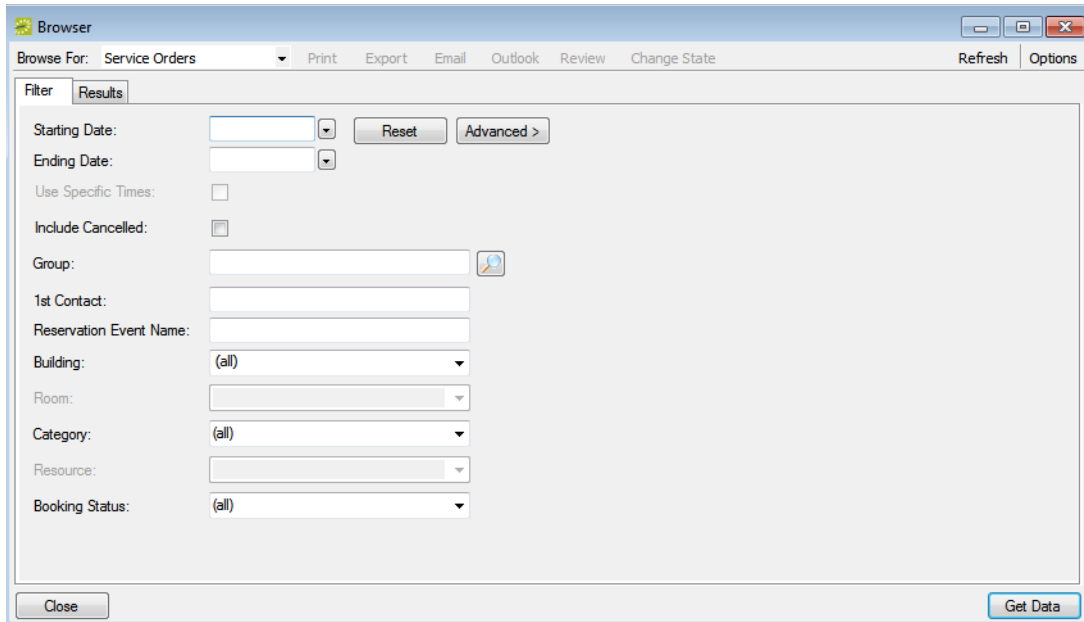 Browser
Browse For: Service Orders Print Export Email Outlook Review Change State Refresh Options
Filter Results
Starting Date: Reset Advanced >
Ending Date:
Use Specific Times:
Include Cancelled:
Group:
1st Contact:
Reservation Event Name:
Building: (all)
Room:
Category: (all)
Resource:
Booking Status: (all)
Close Get Data